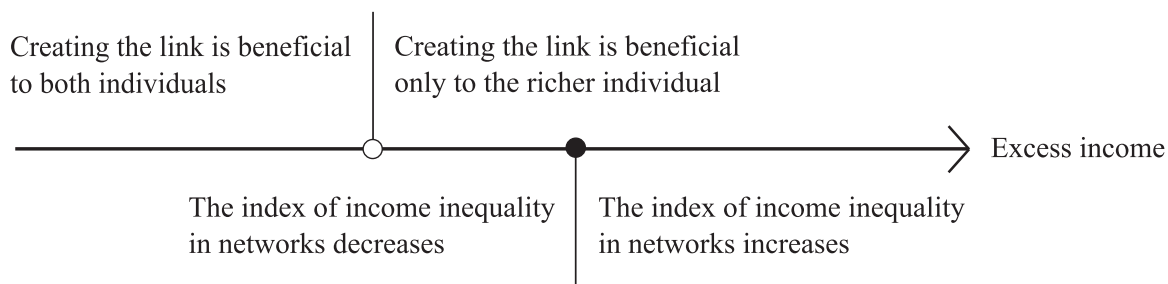 Creating the link is beneficial
to both individuals
Creating the link is beneficial
only to the richer individual
Excess income
The index of income inequality
in networks decreases
The index of income inequality
in networks increases